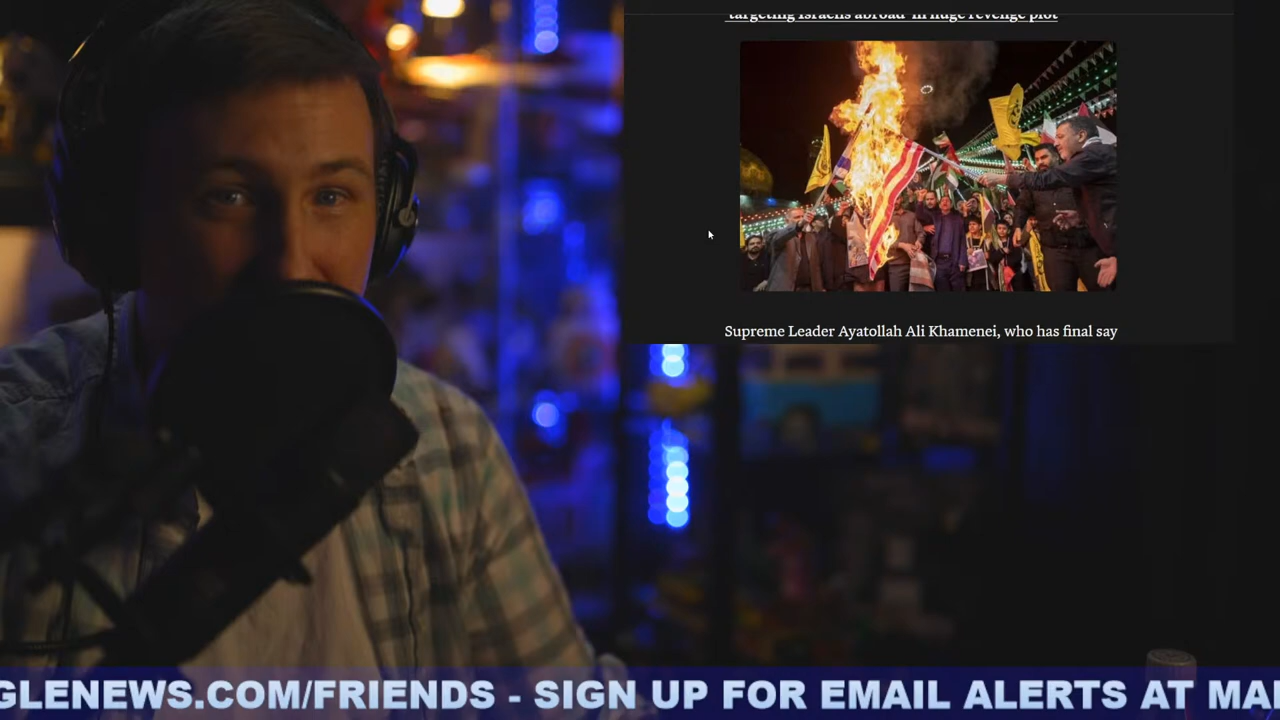 targeting Israelis abroad' in huge revenge plot
Supreme Leader Ayatollah Ali Khamenei, who has final say
GLENEWS.COM/FRIENDS - SIGN UP FOR EMAIL ALERTS AT MA